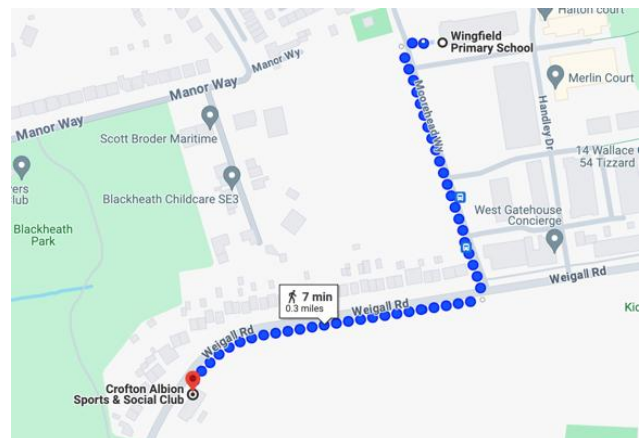 Halton court
Wingfield
Primary School
Manor Wy
Manor Way
Manor Way
Moorehead Wy
Merlin Court
Handley Dr
Scott Broder Maritime
14 Wallace
54 Tizzard
Blackheath Childcare SE3
West Gatehouse
Concierge
Blackheath
Park
Weigall Rd
7 min
0.3 miles
Weigall Rd
Weigall Rd
Crofton Albion
Sports & Social Club